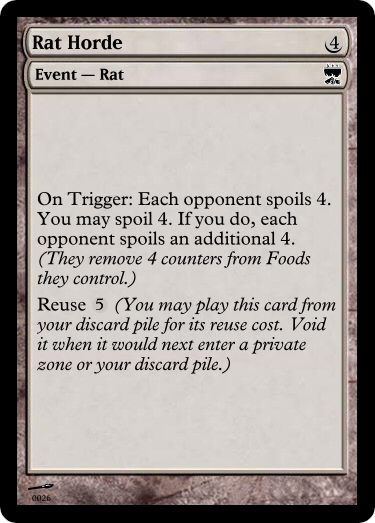 Rat Horde 4
Event — Rat
On Trigger: Each opponent spoils 4.
You may spoil 4. If you do, each
opponent spoils an additional 4.
(They remove 4 counters from Foods
they control.)
Reuse 5 (You may play this card from
your discard pile for its reuse cost. Void
it when it would next enter a private
zone or your discard pile.)
0026